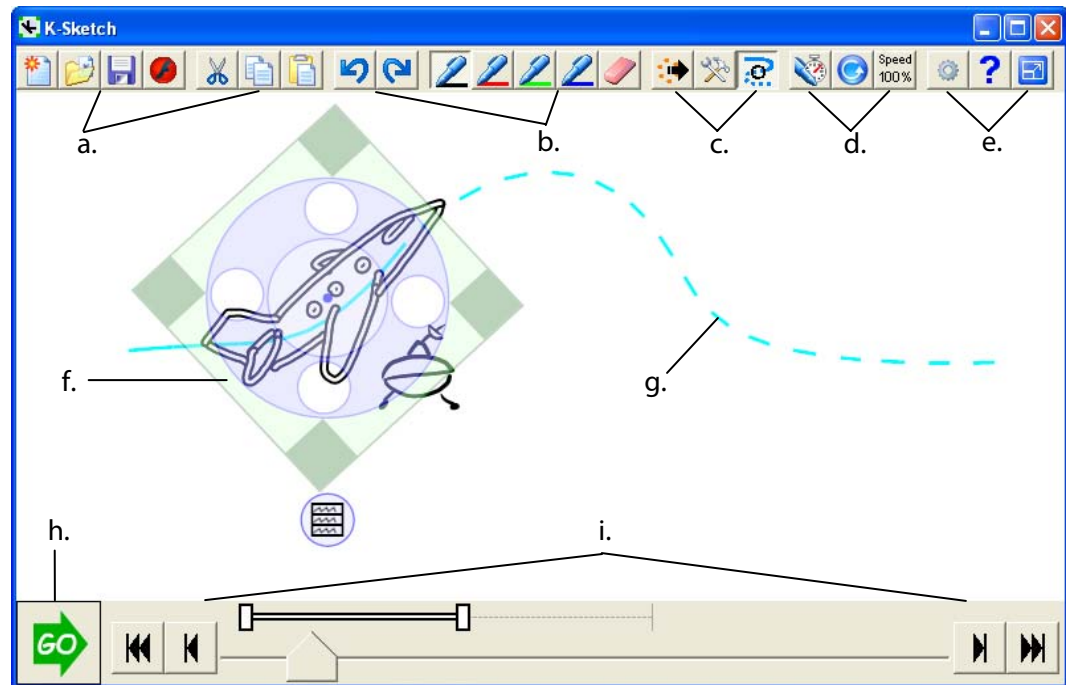 K-Sketch
Speed
100%
?
a.
b.
c.
d.
e.
f.
g.
h.
i.
GO